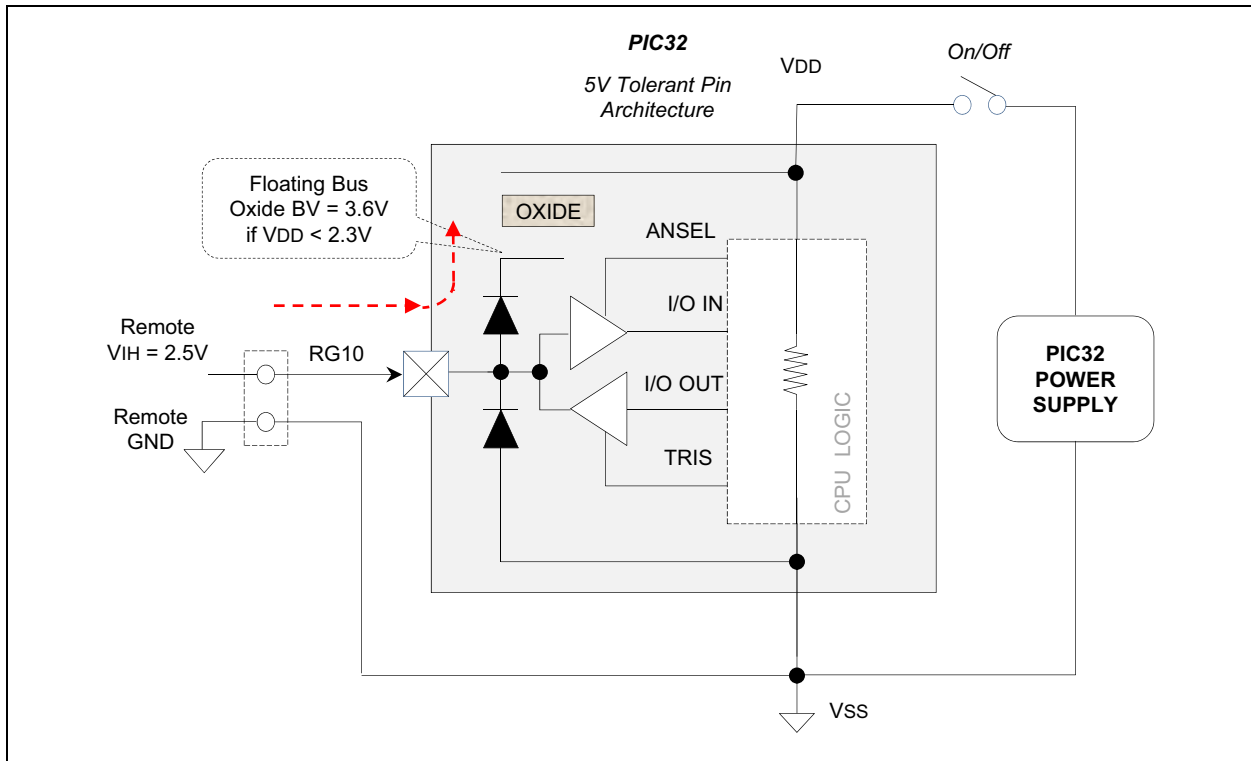 PIC32
5V Tolerant Pin
Architecture
VDD
On/Off
Floating Bus
Oxide BV = 3.6V
if VDD < 2.3V
OXIDE
ANSEL
I/O IN
Remote
VIH = 2.5V
RG10
I/O OUT
Remote
GND
TRIS
CPU LOGIC
PIC32
POWER
SUPPLY
VSS